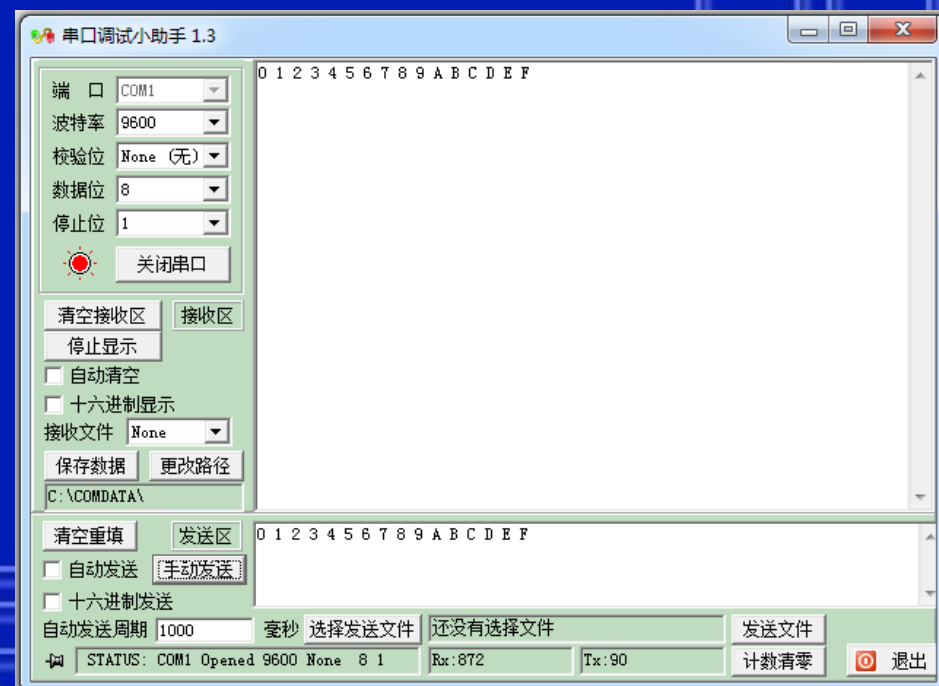 串口调试小助手 1.3
端 口 COM1
波特率 9600
校验位 None (无)
数据位 8
停止位 1
关闭串口
清空接收区 接收区
停止显示
自动清空
十六进制显示
接收文件 None
保存数据 更改路径
C:\COMDATA\
0 1 2 3 4 5 6 7 8 9 A B C D E F
清空重填 发送区
自动发送 手动发送
十六进制发送
0 1 2 3 4 5 6 7 8 9 A B C D E F
自动发送周期 1000 毫秒 选择发送文件 还没有选择文件 发送文件
STATUS: COM1 Opened 9600 None 8 1 Rx:872 Tx:90 计数清零 退出